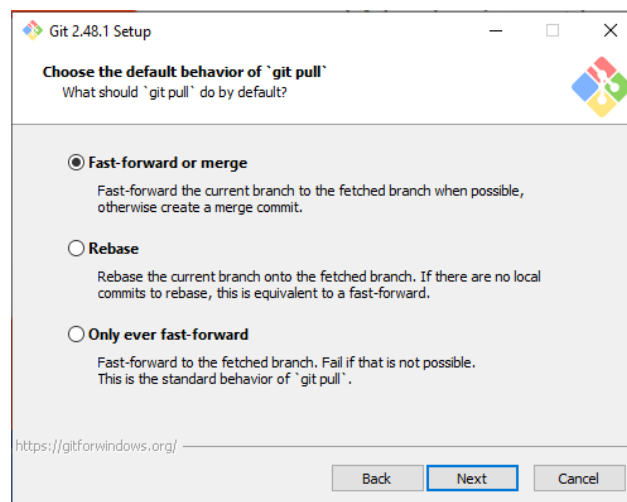 Git 2.48.1 Setup
Choose the default behavior of `git pull`
What should `git pull` do by default?
Fast-forward or merge
Fast-forward the current branch to the fetched branch when possible,
otherwise create a merge commit.
Rebase
Rebase the current branch onto the fetched branch. If there are no local
commits to rebase, this is equivalent to a fast-forward.
Only ever fast-forward
Fast-forward to the fetched branch. Fail if that is not possible.
This is the standard behavior of `git pull`.
https://gitforwindows.org/
Back Next Cancel